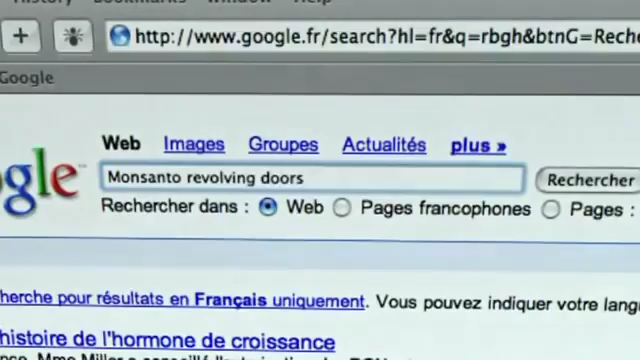 History Bookmarks Window Help
http://www.google.fr/search?hl=fr&q=rbgh&btnG=Reche
Google
Web Images Groupes Actualités plus »
ogle™
Monsanto revolving doors Rechercher
Rechercher dans : Web Pages francophones Pages :
cherche pour résultats en Français uniquement. Vous pouvez indiquer votre lang
histoire de l'hormone de croissance